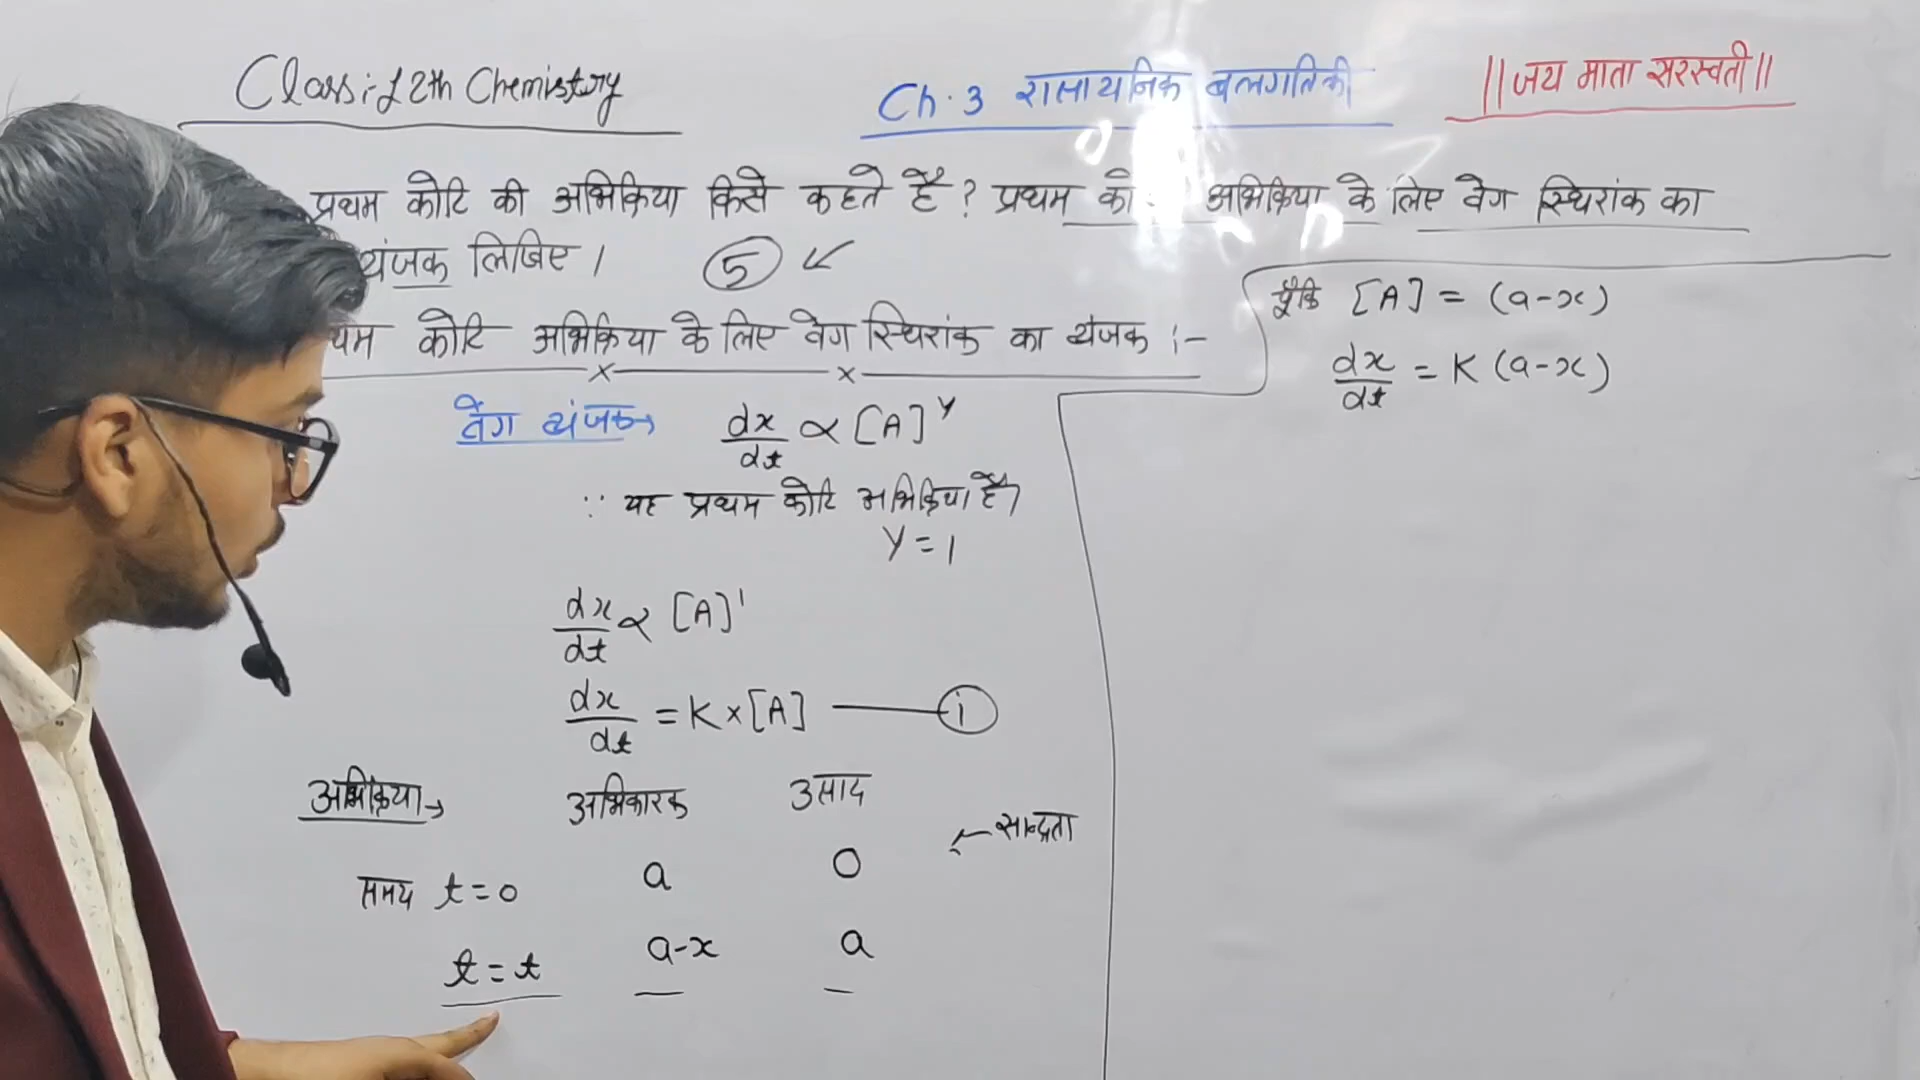 Class:-12th Chemistry
Ch.3 रासायनिक बलगतिकी
||जय माता सरस्वती||
प्रथम कोटि की अभिक्रिया किसे कहते है? प्रथम को अभिक्रिया के लिए वेग स्थिरांक का
यंजक लिखिए। 5
थम कोटि अभिक्रिया के लिए वेग स्थिरांक का व्यंजक :-
वेग व्यंजक→ dx/dt ∝ [A]^y
∵ यह प्रथम कोटि अभिक्रिया है।
y = 1
dx/dt ∝ [A]^1
dx/dt = K×[A] —— i
अभिक्रिया→ अभिकारक उत्पाद
←सान्द्रता
समय t=0 a 0
t=t a-x a
चूँकि [A] = (a-x)
dx/dt = K(a-x)